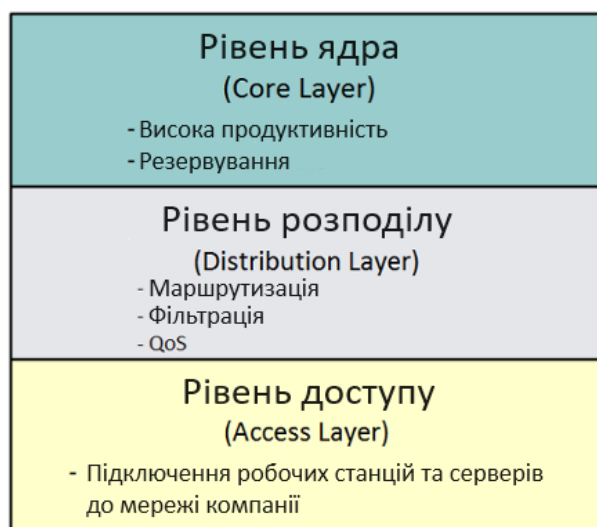 Рівень ядра
(Core Layer)
- Висока продуктивність
- Резервування
Рівень розподілу
(Distribution Layer)
- Маршрутизація
- Фільтрація
- QoS
Рівень доступу
(Access Layer)
- Підключення робочих станцій та серверів
до мережі компанії